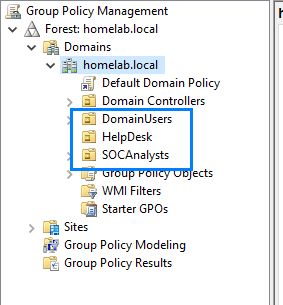 Group Policy Management
Forest: homelab.local
Domains
homelab.local
Default Domain Policy
Domain Controllers
DomainUsers
HelpDesk
SOCAnalysts
Group Policy Objects
WMI Filters
Starter GPOs
Sites
Group Policy Modeling
Group Policy Results